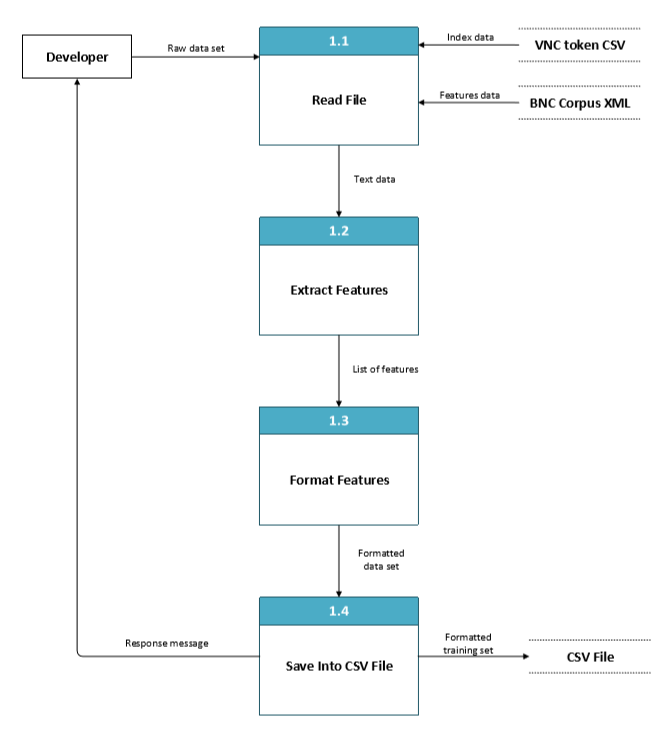 1.1
Index data
VNC token CSV
Developer
Raw data set
Read File
Features data
BNC Corpus XML
Text data
1.2
Extract Features
List of features
1.3
Format Features
Formatted
data set
1.4
Response message
Save Into CSV File
Formatted
training set
CSV File